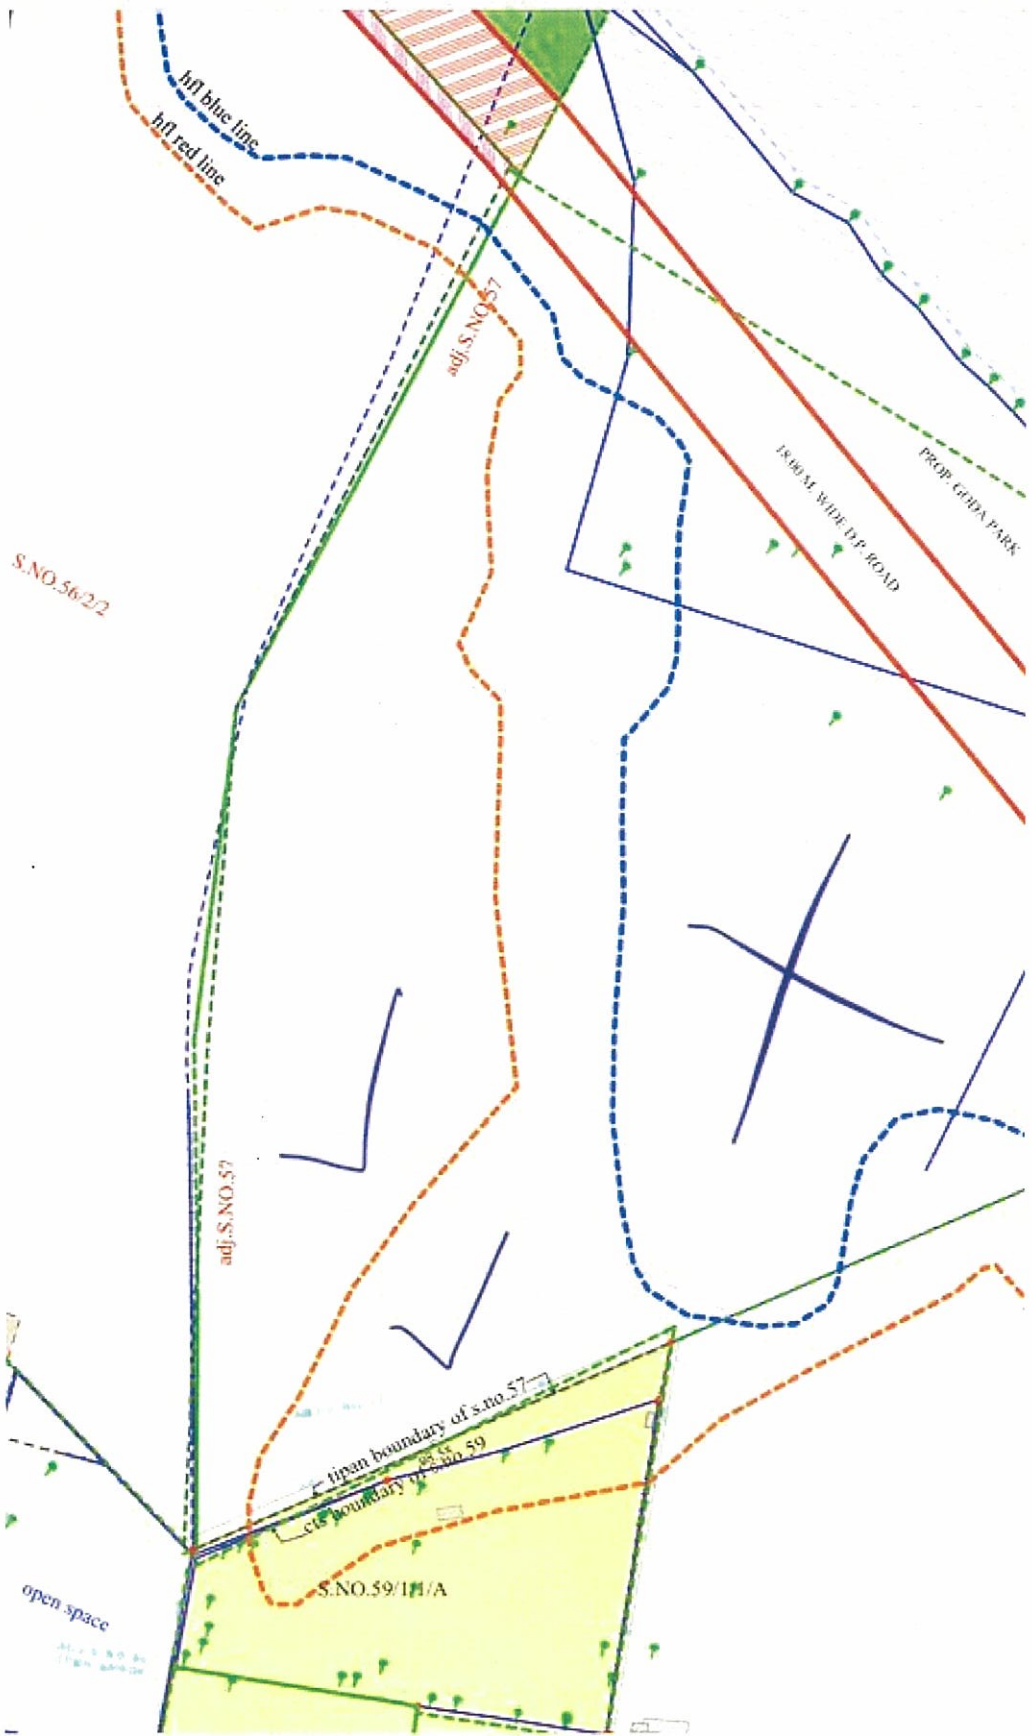 hfl blue line
hfl red line
adj.S.NO.57
18.00 M. WIDE D.P. ROAD
PROP. GODA PARK
S.NO.56/2/2
adj.S.NO.57
tipan boundary of s.no.57
cts boundary of s.no.59
S.NO.59/1/1/A
open space